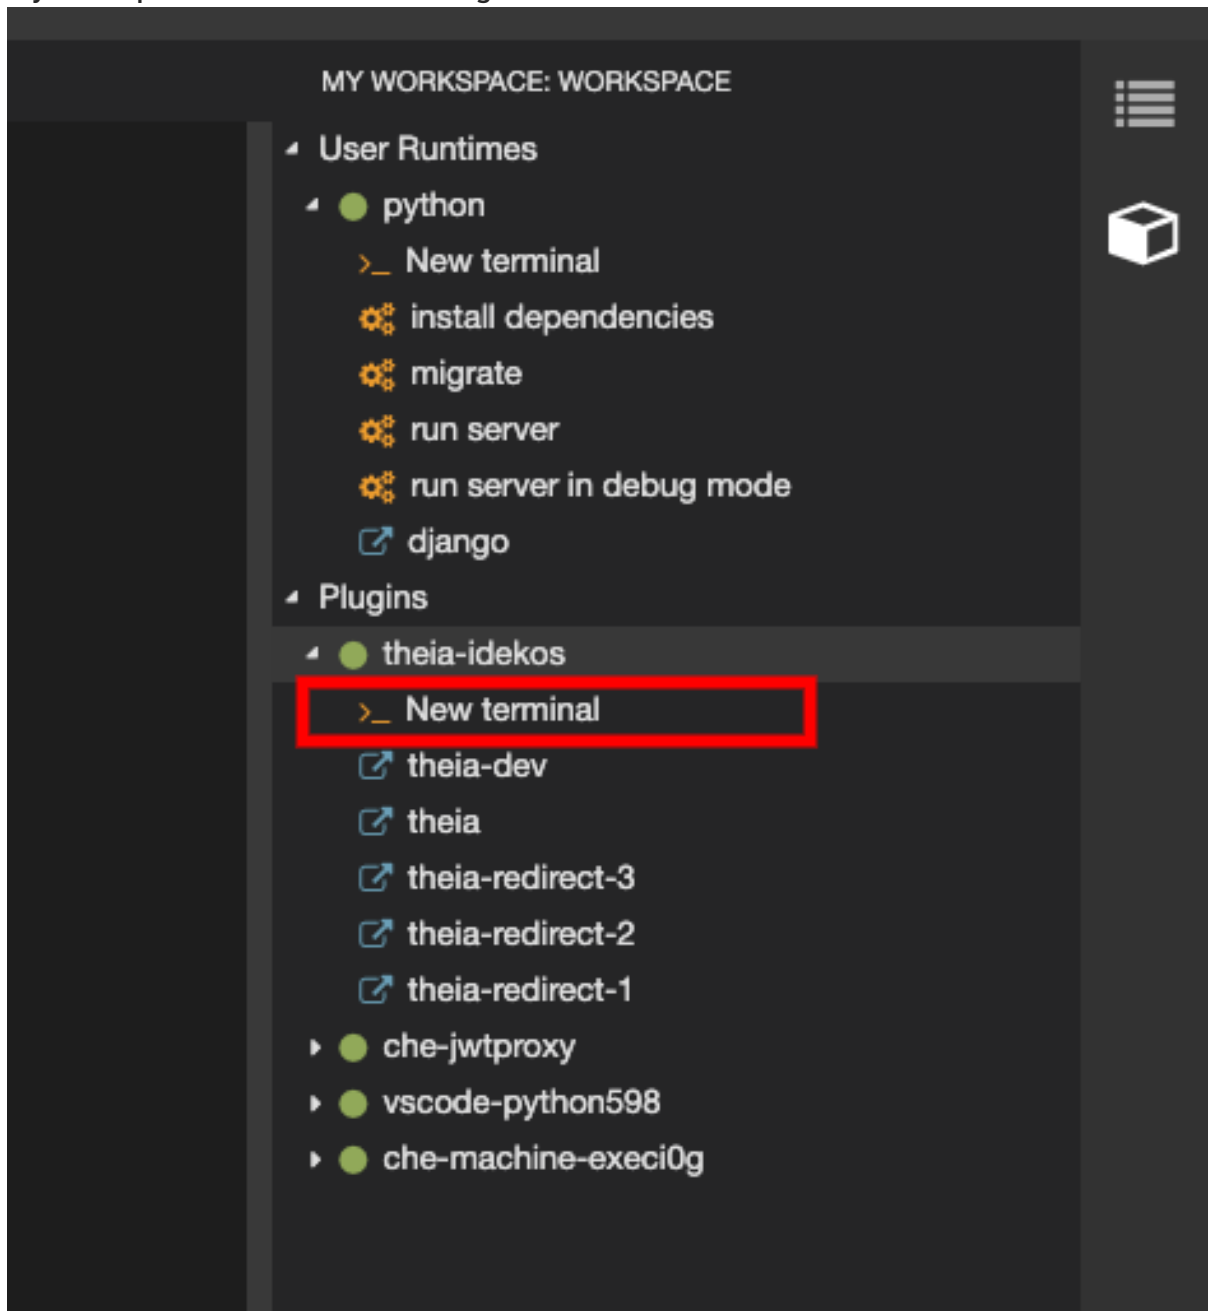 MY WORKSPACE: WORKSPACE
User Runtimes
python
>_ New terminal
install dependencies
migrate
run server
run server in debug mode
django
Plugins
theia-idekos
>_ New terminal
theia-dev
theia
theia-redirect-3
theia-redirect-2
theia-redirect-1
che-jwtproxy
vscode-python598
che-machine-execi0g